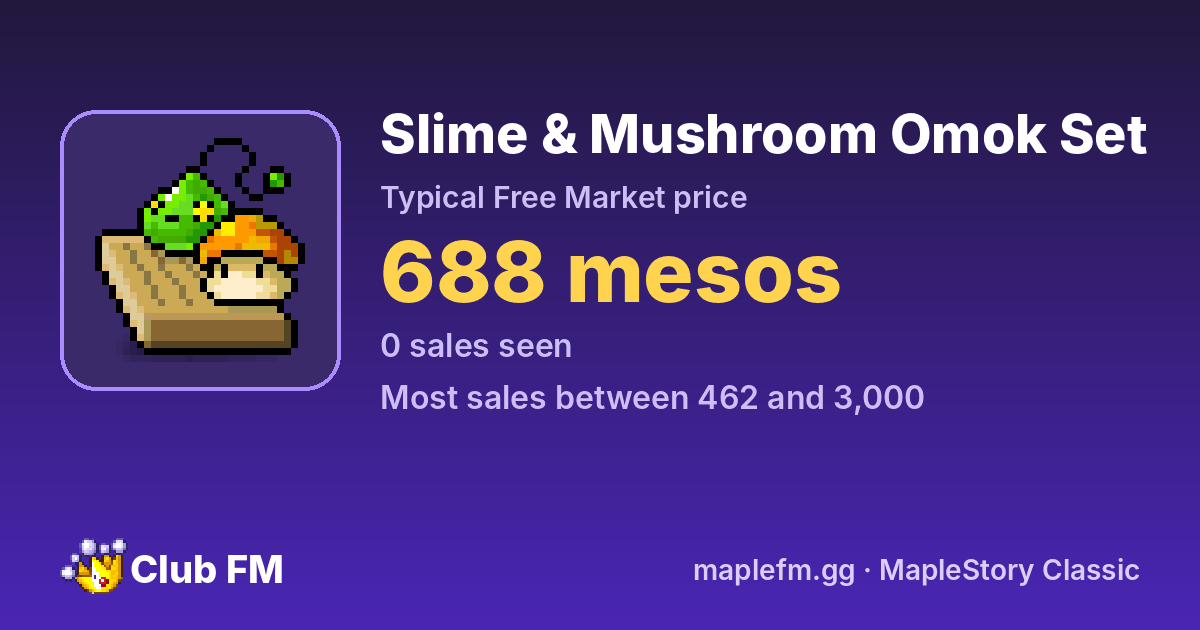 Slime & Mushroom Omok Set
Typical Free Market price
688 mesos
0 sales seen
Most sales between 462 and 3,000
Club FM
maplefm.gg · MapleStory Classic